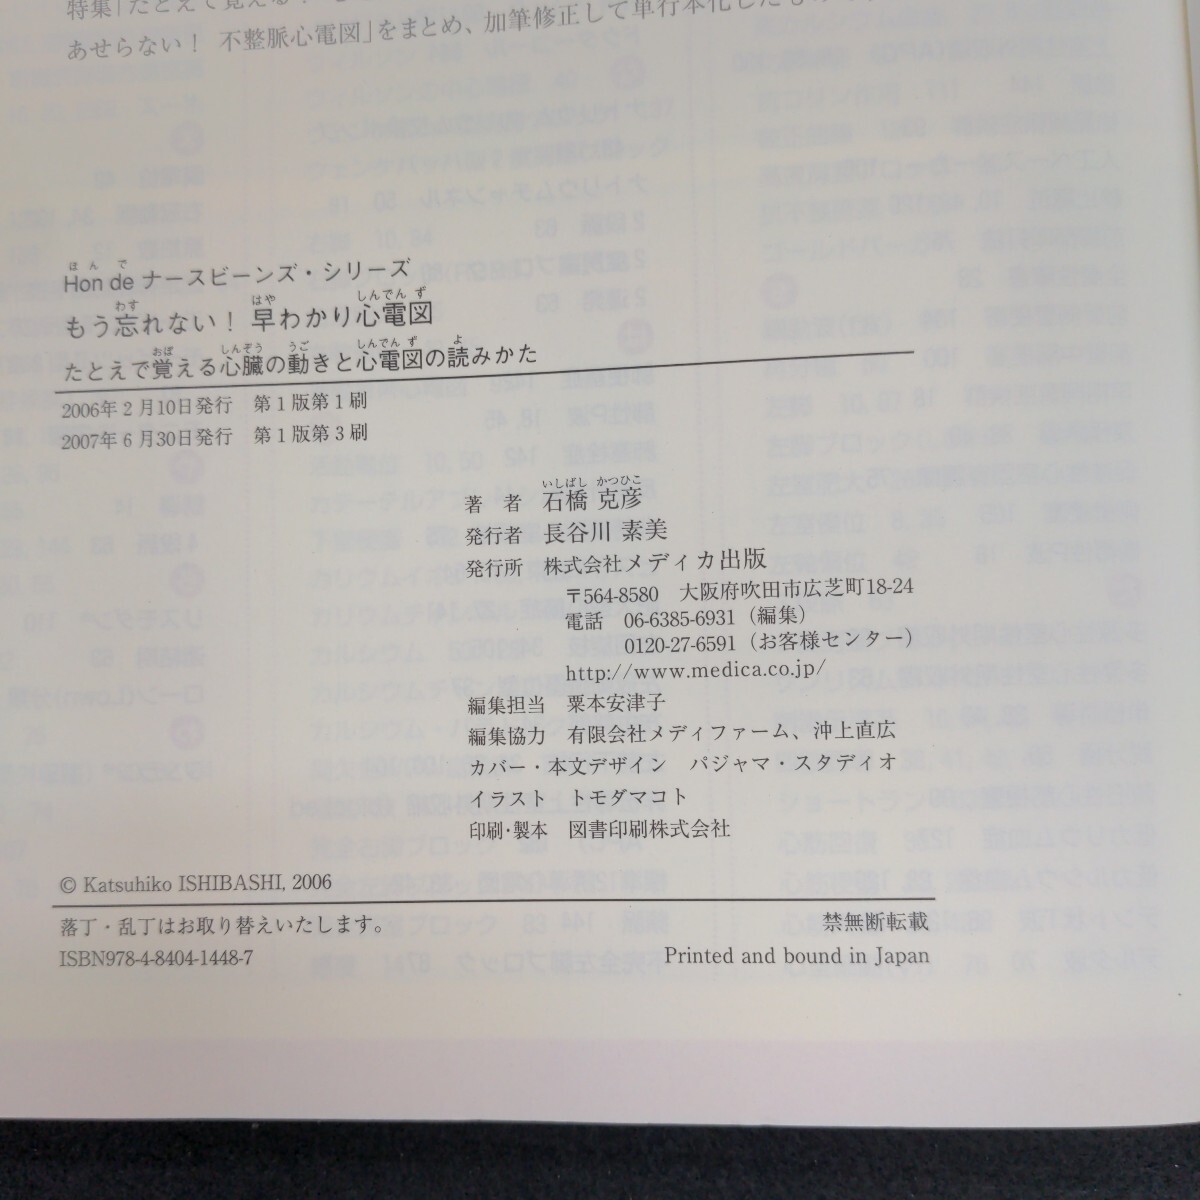 特集「たとえで覚える!
あせらない! 不整脈心電図」をまとめ、加筆修正して単行本化したもの
ほんで
Hon de ナースビーンズ・シリーズ
わす はや しんでんず
もう忘れない! 早わかり心電図
おぼ しんぞう うご しんでんず よ
たとえで覚える心臓の動きと心電図の読みかた
2006年2月10日発行 第1版第1刷
2007年6月30日発行 第1版第3刷
いしばし かつひこ
著 者 石橋 克彦
発行者 長谷川 素美
発行所 株式会社メディカ出版
〒564-8580 大阪府吹田市広芝町18-24
電話 06-6385-6931(編集)
0120-27-6591(お客様センター)
http://www.medica.co.jp/
編集担当 粟本安津子
編集協力 有限会社メディファーム、沖上直広
カバー・本文デザイン パジャマ・スタディオ
イラスト トモダマコト
印刷・製本 図書印刷株式会社
© Katsuhiko ISHIBASHI, 2006
落丁・乱丁はお取り替えいたします。 禁無断転載
ISBN978-4-8404-1448-7 Printed and bound in Japan